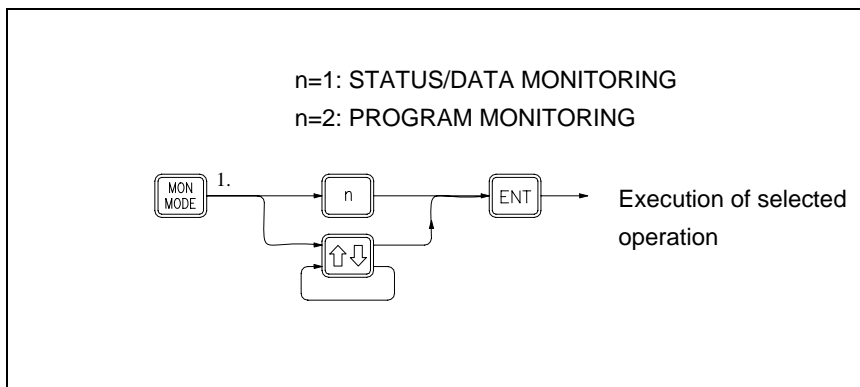 n=1: STATUS/DATA MONITORING
n=2: PROGRAM MONITORING
MON
MODE
1.
n
ENT
Execution of selected
operation